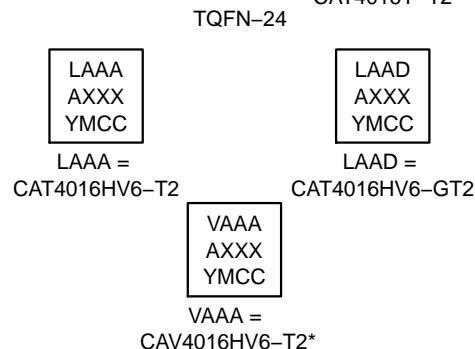 TQFN–24
LAAA
AXXX
YMCC
LAAA =
CAT4016HV6–T2
LAAD
AXXX
YMCC
LAAD =
CAT4016HV6–GT2
VAAA
AXXX
YMCC
VAAA =
CAV4016HV6–T2*